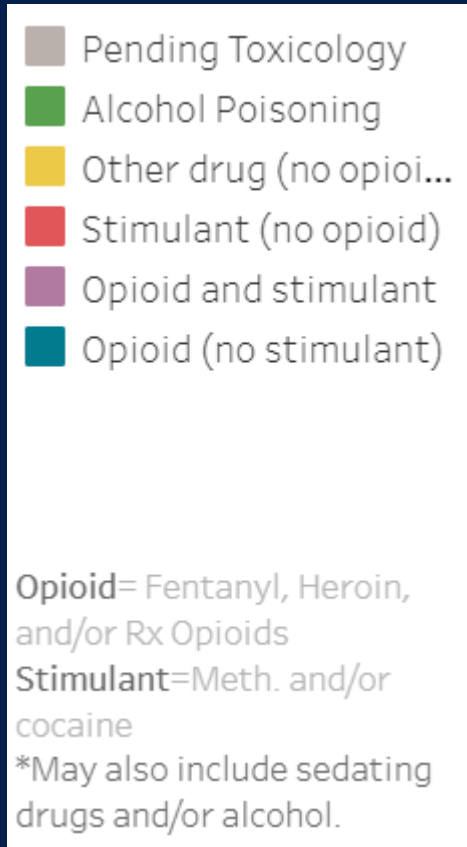 Pending Toxicology
Alcohol Poisoning
Other drug (no opioi...
Stimulant (no opioid)
Opioid and stimulant
Opioid (no stimulant)
Opioid= Fentanyl, Heroin,
and/or Rx Opioids
Stimulant=Meth. and/or
cocaine
*May also include sedating
drugs and/or alcohol.